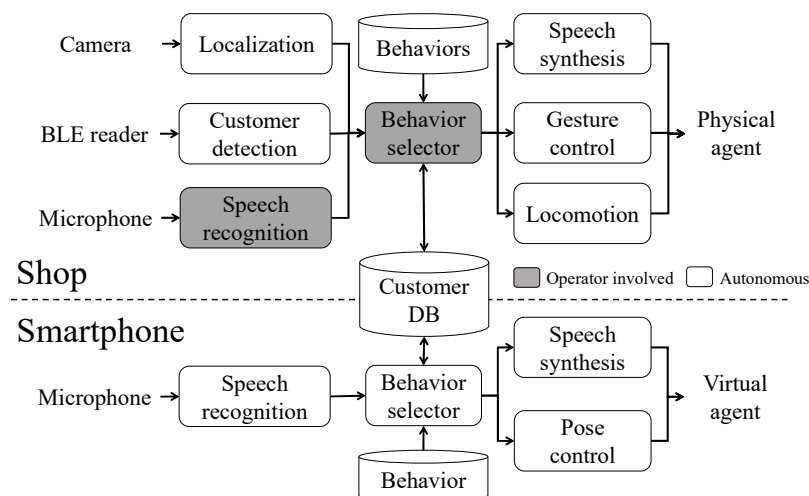 Camera
Localization
Behaviors
Speech
synthesis
BLE reader
Customer
detection
Behavior
selector
Gesture
control
Physical
agent
Microphone
Speech
recognition
Locomotion
Shop
Customer
DB
Operator involved
Autonomous
Smartphone
Microphone
Speech
recognition
Behavior
selector
Speech
synthesis
Virtual
agent
Pose
control
Behavior